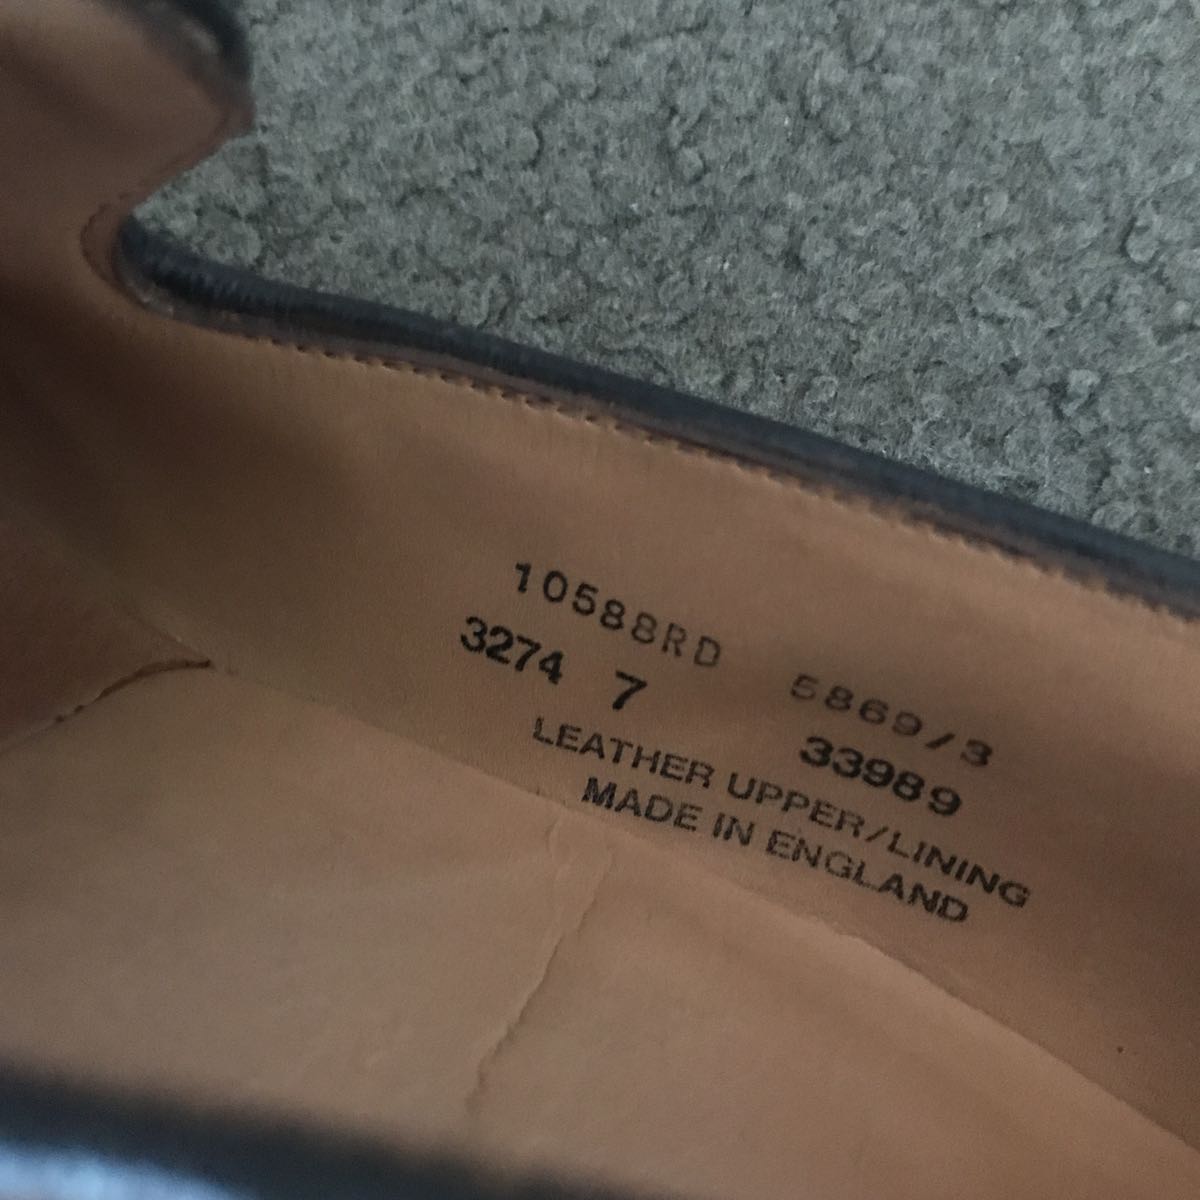 10588RD 5869/3
3274 7 33989
LEATHER UPPER/LINING
MADE IN ENGLAND